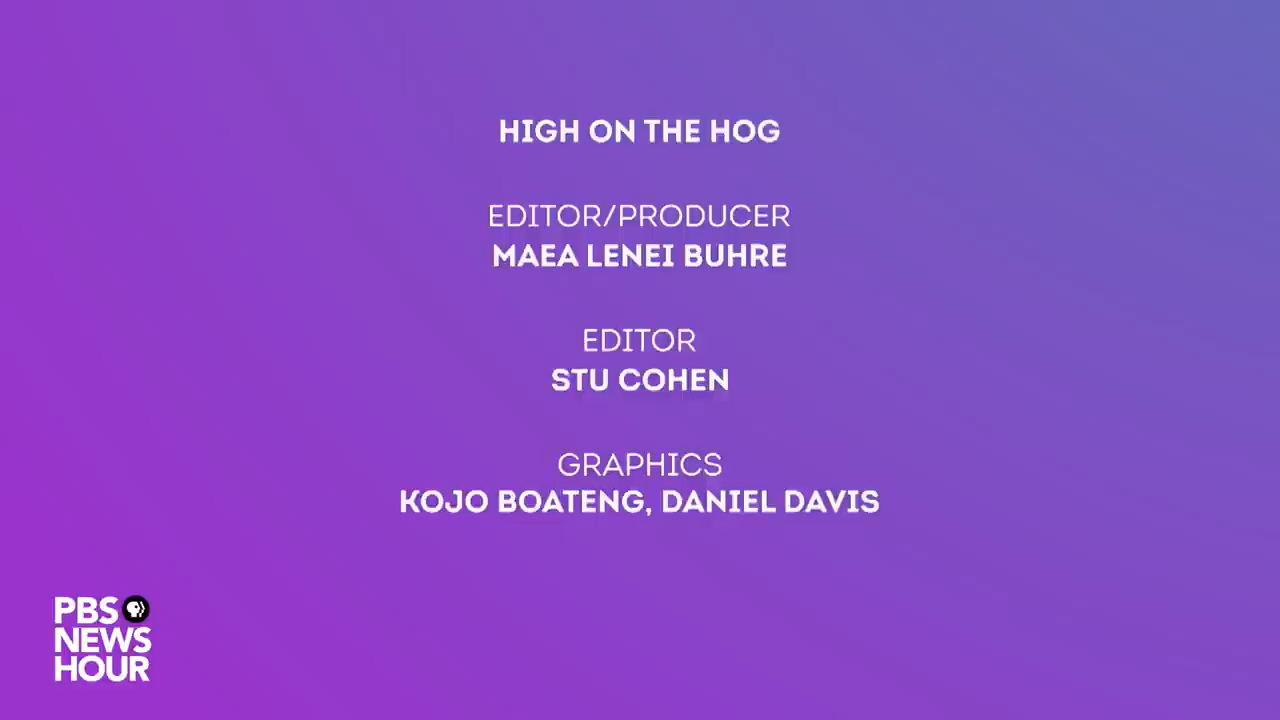 HIGH ON THE HOG
EDITOR/PRODUCER
MAEA LENEI BUHRE
EDITOR
STU COHEN
GRAPHICS
KOJO BOATENG, DANIEL DAVIS
PBS
NEWS
HOUR